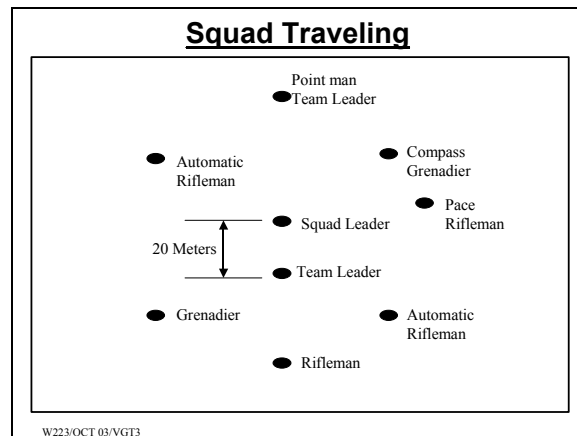 Squad Traveling
Point man
Team Leader
Automatic
Rifleman
Compass
Grenadier
Pace
Rifleman
Squad Leader
20 Meters
Team Leader
Grenadier
Automatic
Rifleman
Rifleman
W223/OCT 03/VGT3